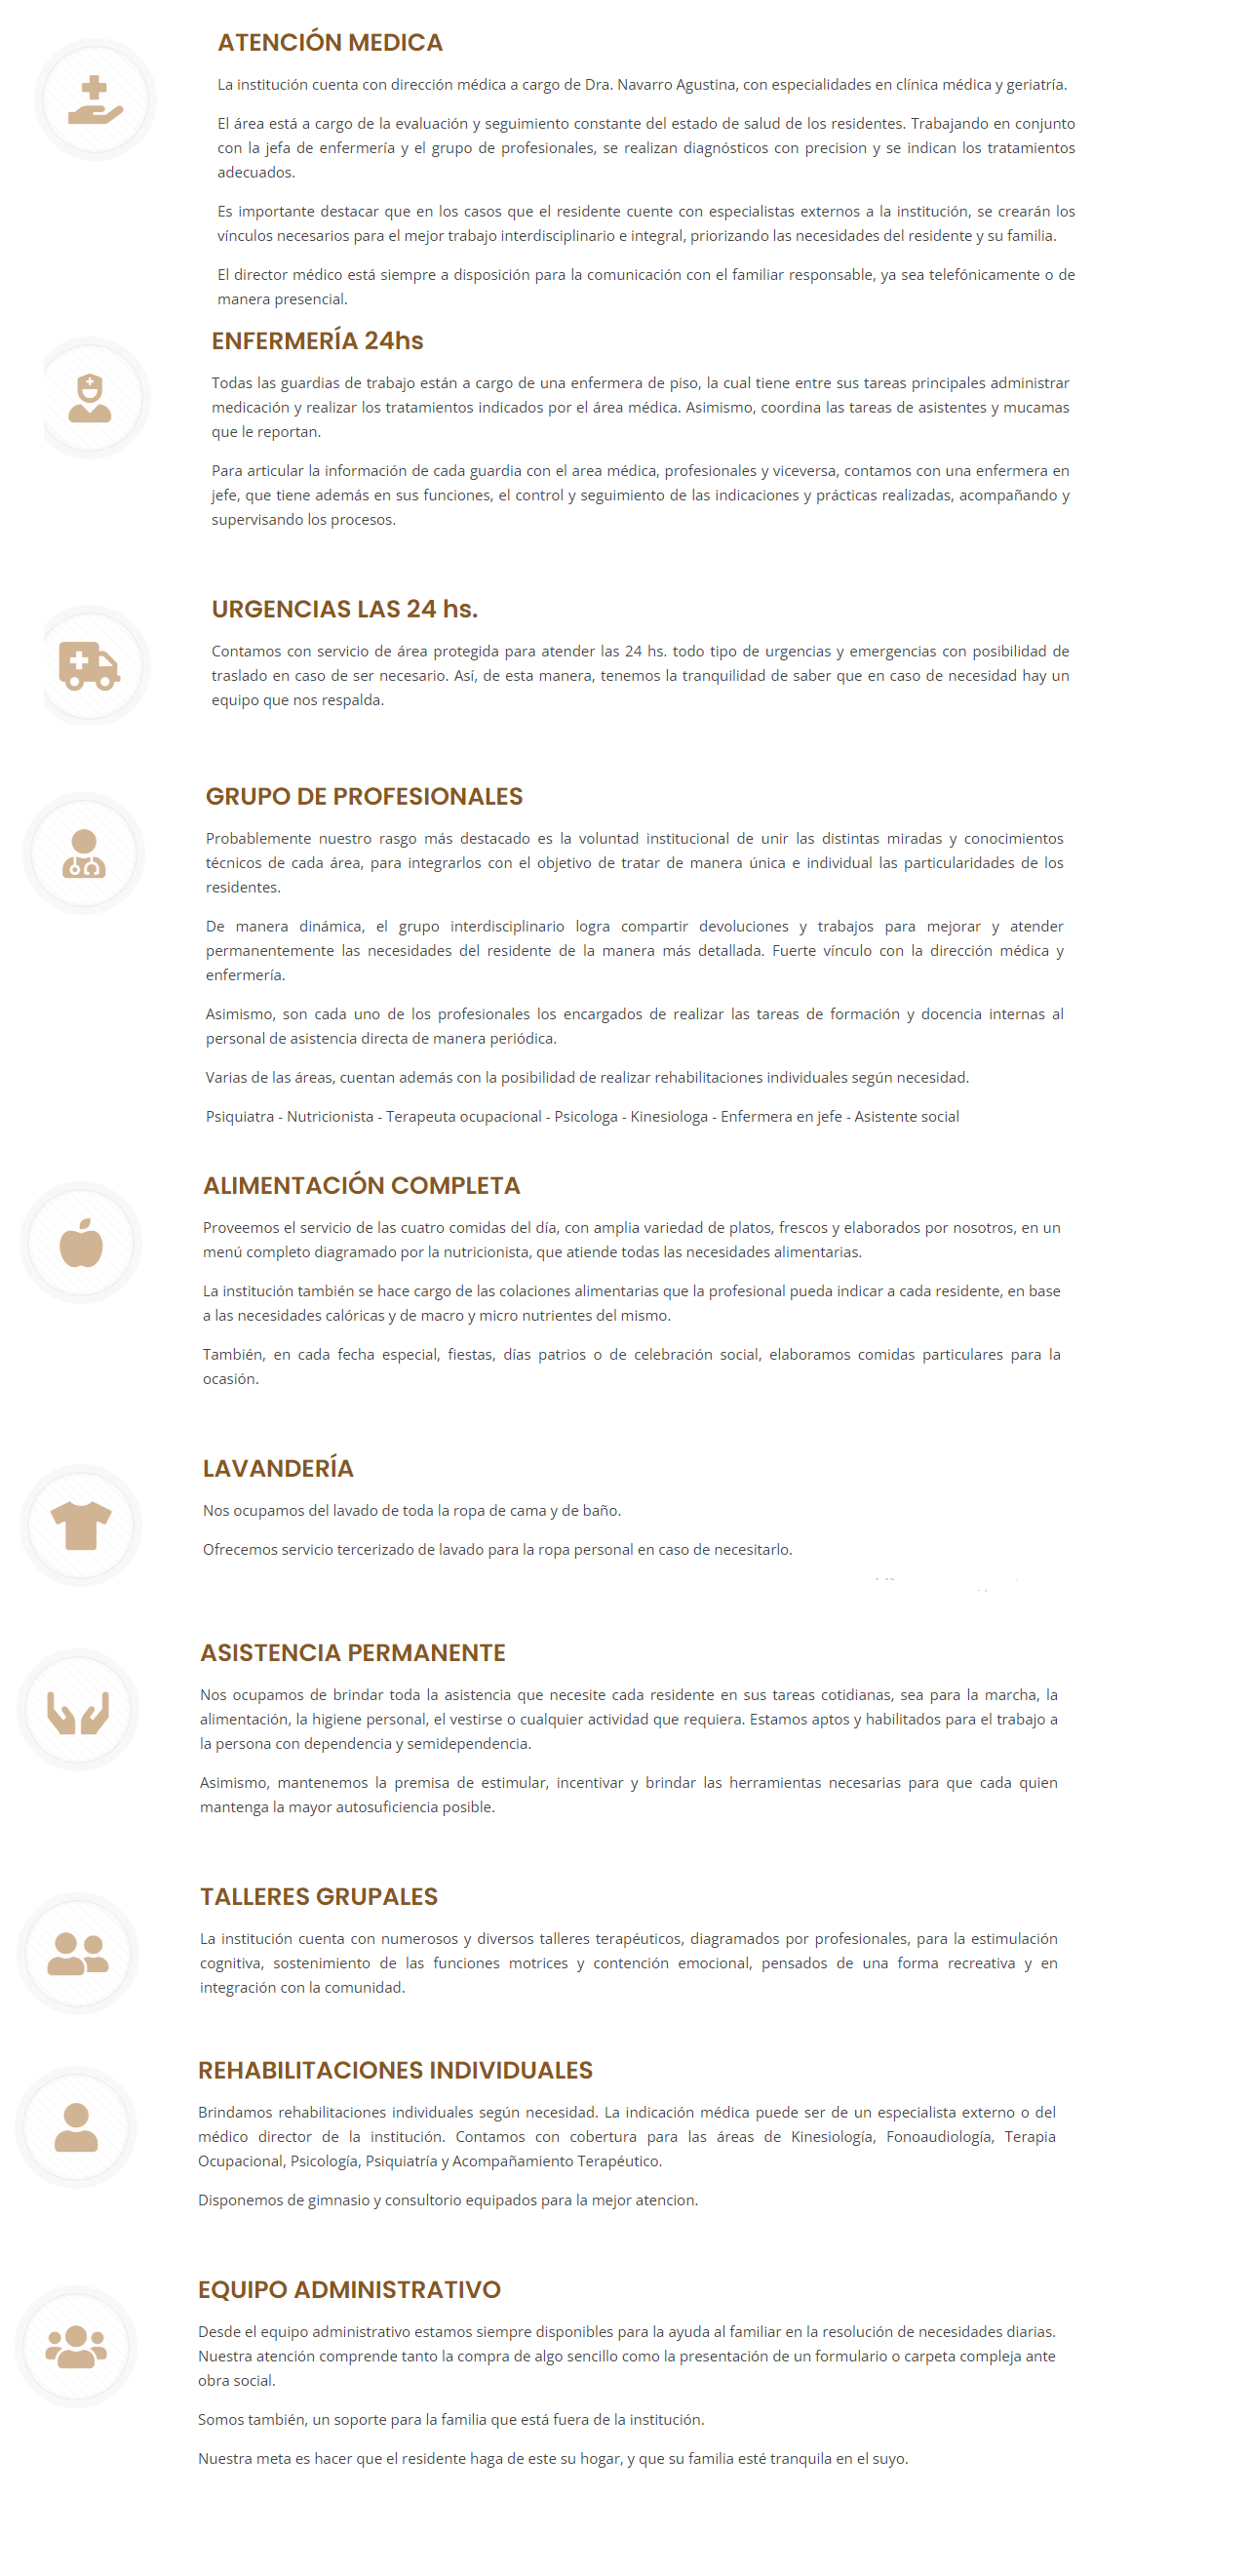 ATENCIÓN MEDICA
La institución cuenta con dirección médica a cargo de Dra. Navarro Agustina, con especialidades en clínica médica y geriatría.
El área está a cargo de la evaluación y seguimiento constante del estado de salud de los residentes. Trabajando en conjunto
con la jefa de enfermería y el grupo de profesionales, se realizan diagnósticos con precision y se indican los tratamientos
adecuados.
Es importante destacar que en los casos que el residente cuente con especialistas externos a la institución, se crearán los
vínculos necesarios para el mejor trabajo interdisciplinario e integral, priorizando las necesidades del residente y su familia.
El director médico está siempre a disposición para la comunicación con el familiar responsable, ya sea telefónicamente o de
manera presencial.
ENFERMERÍA 24hs
Todas las guardias de trabajo están a cargo de una enfermera de piso, la cual tiene entre sus tareas principales administrar
medicación y realizar los tratamientos indicados por el área médica. Asimismo, coordina las tareas de asistentes y mucamas
que le reportan.
Para articular la información de cada guardia con el area médica, profesionales y viceversa, contamos con una enfermera en
jefe, que tiene además en sus funciones, el control y seguimiento de las indicaciones y prácticas realizadas, acompañando y
supervisando los procesos.
URGENCIAS LAS 24 hs.
Contamos con servicio de área protegida para atender las 24 hs. todo tipo de urgencias y emergencias con posibilidad de
traslado en caso de ser necesario. Así, de esta manera, tenemos la tranquilidad de saber que en caso de necesidad hay un
equipo que nos respalda.
GRUPO DE PROFESIONALES
Probablemente nuestro rasgo más destacado es la voluntad institucional de unir las distintas miradas y conocimientos
técnicos de cada área, para integrarlos con el objetivo de tratar de manera única e individual las particularidades de los
residentes.
De manera dinámica, el grupo interdisciplinario logra compartir devoluciones y trabajos para mejorar y atender
permanentemente las necesidades del residente de la manera más detallada. Fuerte vínculo con la dirección médica y
enfermería.
Asimismo, son cada uno de los profesionales los encargados de realizar las tareas de formación y docencia internas al
personal de asistencia directa de manera periódica.
Varias de las áreas, cuentan además con la posibilidad de realizar rehabilitaciones individuales según necesidad.
Psiquiatra - Nutricionista - Terapeuta ocupacional - Psicologa - Kinesiologa - Enfermera en jefe - Asistente social
ALIMENTACIÓN COMPLETA
Proveemos el servicio de las cuatro comidas del día, con amplia variedad de platos, frescos y elaborados por nosotros, en un
menú completo diagramado por la nutricionista, que atiende todas las necesidades alimentarias.
La institución también se hace cargo de las colaciones alimentarias que la profesional pueda indicar a cada residente, en base
a las necesidades calóricas y de macro y micro nutrientes del mismo.
También, en cada fecha especial, fiestas, días patrios o de celebración social, elaboramos comidas particulares para la
ocasión.
LAVANDERÍA
Nos ocupamos del lavado de toda la ropa de cama y de baño.
Ofrecemos servicio tercerizado de lavado para la ropa personal en caso de necesitarlo.
ASISTENCIA PERMANENTE
Nos ocupamos de brindar toda la asistencia que necesite cada residente en sus tareas cotidianas, sea para la marcha, la
alimentación, la higiene personal, el vestirse o cualquier actividad que requiera. Estamos aptos y habilitados para el trabajo a
la persona con dependencia y semidependencia.
Asimismo, mantenemos la premisa de estimular, incentivar y brindar las herramientas necesarias para que cada quien
mantenga la mayor autosuficiencia posible.
TALLERES GRUPALES
La institución cuenta con numerosos y diversos talleres terapéuticos, diagramados por profesionales, para la estimulación
cognitiva, sostenimiento de las funciones motrices y contención emocional, pensados de una forma recreativa y en
integración con la comunidad.
REHABILITACIONES INDIVIDUALES
Brindamos rehabilitaciones individuales según necesidad. La indicación médica puede ser de un especialista externo o del
médico director de la institución. Contamos con cobertura para las áreas de Kinesiología, Fonoaudiología, Terapia
Ocupacional, Psicología, Psiquiatría y Acompañamiento Terapéutico.
Disponemos de gimnasio y consultorio equipados para la mejor atencion.
EQUIPO ADMINISTRATIVO
Desde el equipo administrativo estamos siempre disponibles para la ayuda al familiar en la resolución de necesidades diarias.
Nuestra atención comprende tanto la compra de algo sencillo como la presentación de un formulario o carpeta compleja ante
obra social.
Somos también, un soporte para la familia que está fuera de la institución.
Nuestra meta es hacer que el residente haga de este su hogar, y que su familia esté tranquila en el suyo.